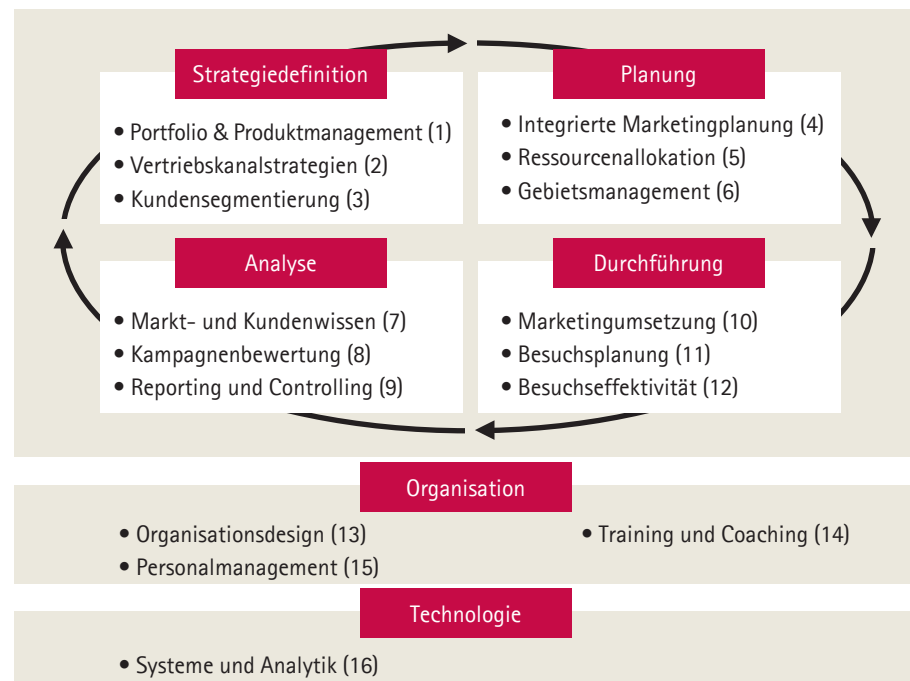 Strategiedefinition
• Portfolio & Produktmanagement (1)
• Vertriebskanalstrategien (2)
• Kundensegmentierung (3)
Planung
• Integrierte Marketingplanung (4)
• Ressourcenallokation (5)
• Gebietsmanagement (6)
Analyse
• Markt- und Kundenwissen (7)
• Kampagnenbewertung (8)
• Reporting und Controlling (9)
Durchführung
• Marketingumsetzung (10)
• Besuchsplanung (11)
• Besuchseffektivität (12)
Organisation
• Organisationsdesign (13)
• Training und Coaching (14)
• Personalmanagement (15)
Technologie
• Systeme und Analytik (16)